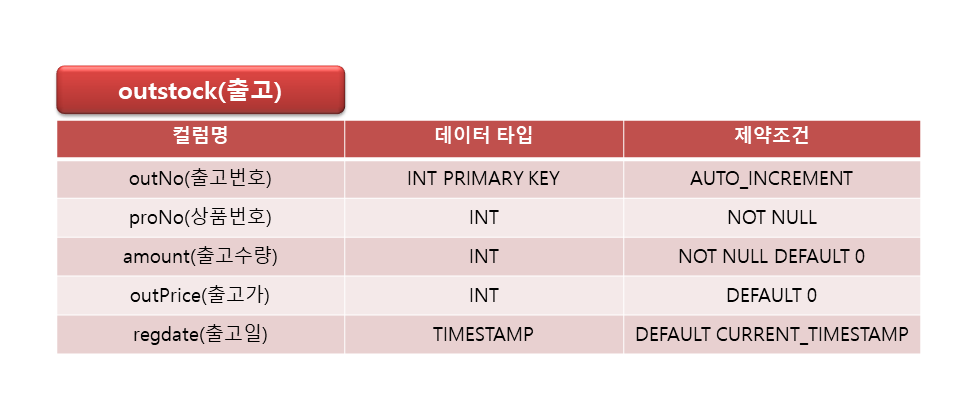 outstock(출고)
컬럼명 데이터 타입 제약조건
outNo(출고번호) INT PRIMARY KEY AUTO_INCREMENT
proNo(상품번호) INT NOT NULL
amount(출고수량) INT NOT NULL DEFAULT 0
outPrice(출고가) INT DEFAULT 0
regdate(출고일) TIMESTAMP DEFAULT CURRENT_TIMESTAMP